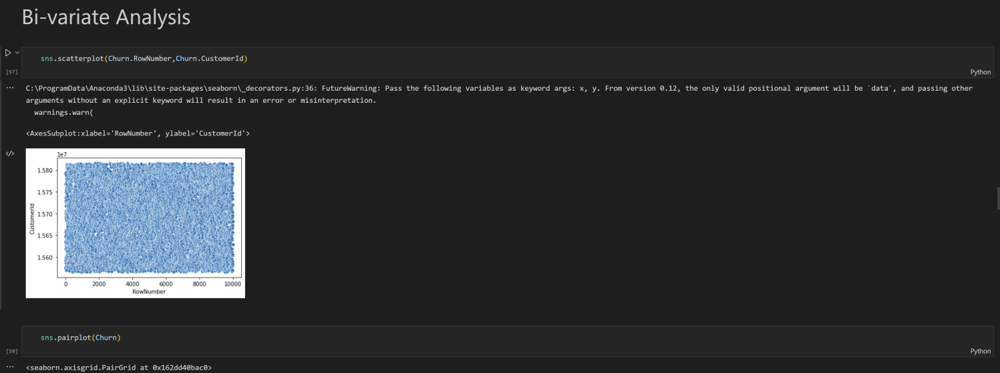 Bi-variate Analysis
sns.scatterplot(Churn.RowNumber,Churn.CustomerId)
[57]
Python
C:\ProgramData\Anaconda3\lib\site-packages\seaborn\_decorators.py:36: FutureWarning: Pass the following variables as keyword args: x, y. From version 0.12, the only valid positional argument will be `data`, and passing other
arguments without an explicit keyword will result in an error or misinterpretation.
warnings.warn(
<AxesSubplot:xlabel='RowNumber', ylabel='CustomerId'>
1e7
1.580
1.575
1.570
1.565
1.560
CustomerId
0 2000 4000 6000 8000 10000
RowNumber
sns.pairplot(Churn)
[59]
Python
<seaborn.axisgrid.PairGrid at 0x162dd40bac0>